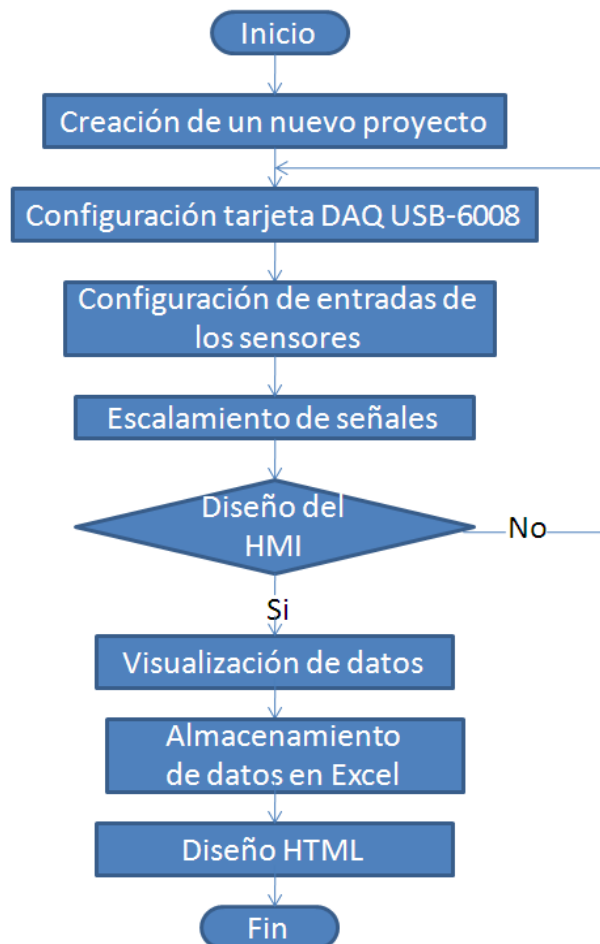 Inicio
Creación de un nuevo proyecto
Configuración tarjeta DAQ USB-6008
Configuración de entradas de
los sensores
Escalamiento de señales
Diseño del
HMI
No
Si
Visualización de datos
Almacenamiento
de datos en Excel
Diseño HTML
Fin